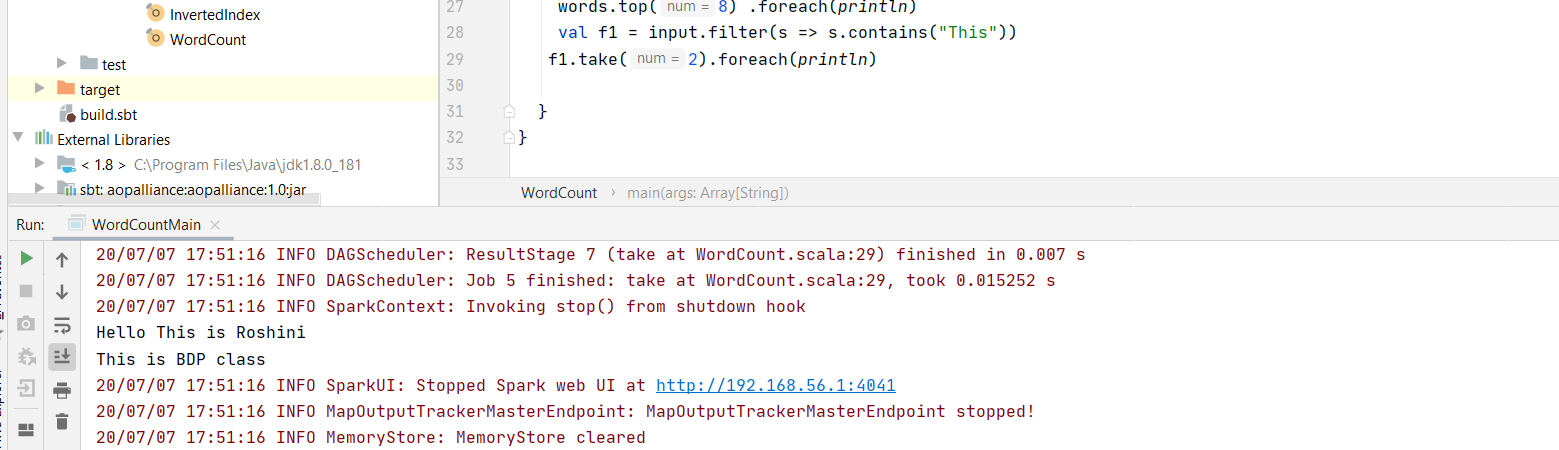 InvertedIndex
WordCount
test
target
build.sbt
External Libraries
< 1.8 > C:\Program Files\Java\jdk1.8.0_181
sbt: aopalliance:aopalliance:1.0:jar
27 words.top( num = 8) .foreach(println)
28 val f1 = input.filter(s => s.contains("This"))
29 f1.take( num = 2).foreach(println)
30
31 }
32 }
33
WordCount › main(args: Array[String])
Run: WordCountMain
20/07/07 17:51:16 INFO DAGScheduler: ResultStage 7 (take at WordCount.scala:29) finished in 0.007 s
20/07/07 17:51:16 INFO DAGScheduler: Job 5 finished: take at WordCount.scala:29, took 0.015252 s
20/07/07 17:51:16 INFO SparkContext: Invoking stop() from shutdown hook
Hello This is Roshini
This is BDP class
20/07/07 17:51:16 INFO SparkUI: Stopped Spark web UI at http://192.168.56.1:4041
20/07/07 17:51:16 INFO MapOutputTrackerMasterEndpoint: MapOutputTrackerMasterEndpoint stopped!
20/07/07 17:51:16 INFO MemoryStore: MemoryStore cleared